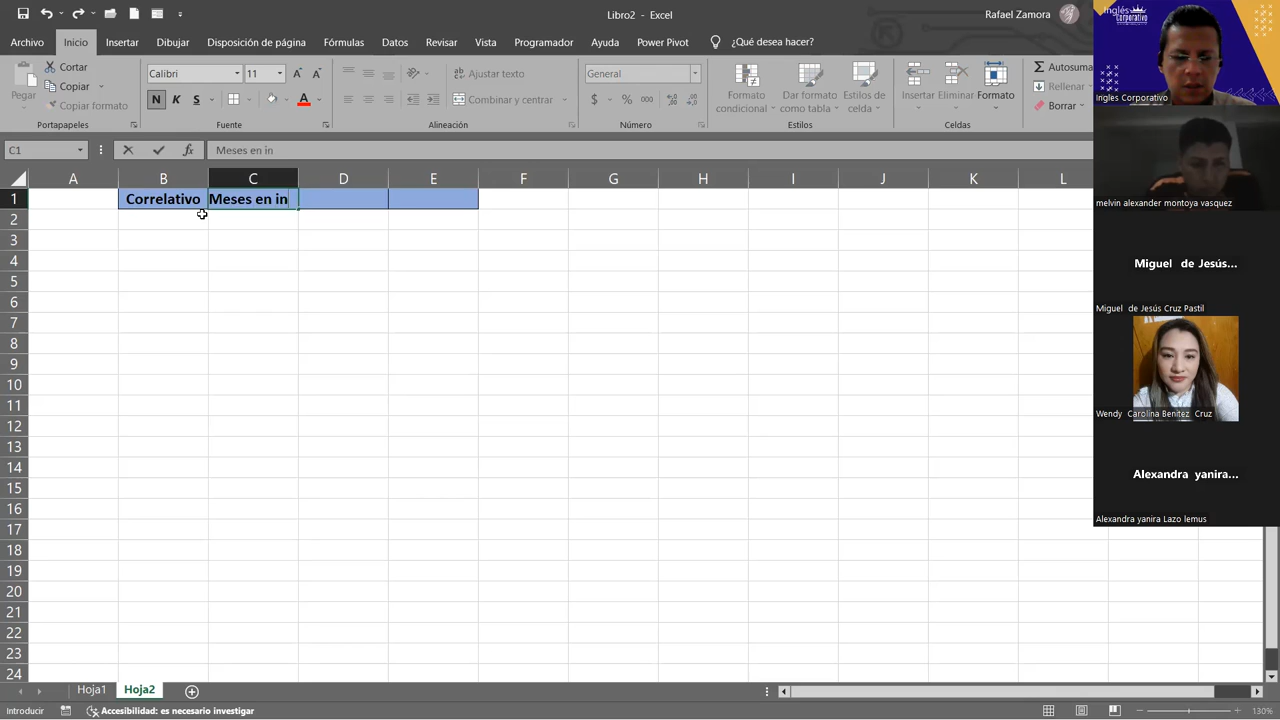 Libro2 - Excel
Rafael Zamora
Archivo Inicio Insertar Dibujar Disposición de página Fórmulas Datos Revisar Vista Programador Ayuda Power Pivot ¿Qué desea hacer?
Pegar
Cortar
Copiar
Copiar formato
Portapapeles
Calibri 11
N K S
Fuente
Ajustar texto
Combinar y centrar
Alineación
General
$ % 000
Número
Formato condicional
Dar formato como tabla
Estilos de celda
Estilos
Insertar Eliminar Formato
Celdas
Autosuma
Rellenar
Borrar
C1
fx
Meses en in
A B C D E F G H I J K L
1 Correlativo Meses en in
2
3
4
5
6
7
8
9
10
11
12
13
14
15
16
17
18
19
20
21
22
23
24
Hoja1 Hoja2
Introducir
Accesibilidad: es necesario investigar
130%
Inglés
Corporativo
Ingles Corporativo
melvin alexander montoya vasquez
Miguel de Jesús...
Miguel de Jesús Cruz Pastil
Wendy Carolina Benitez Cruz
Alexandra yanira...
Alexandra yanira Lazo lemus